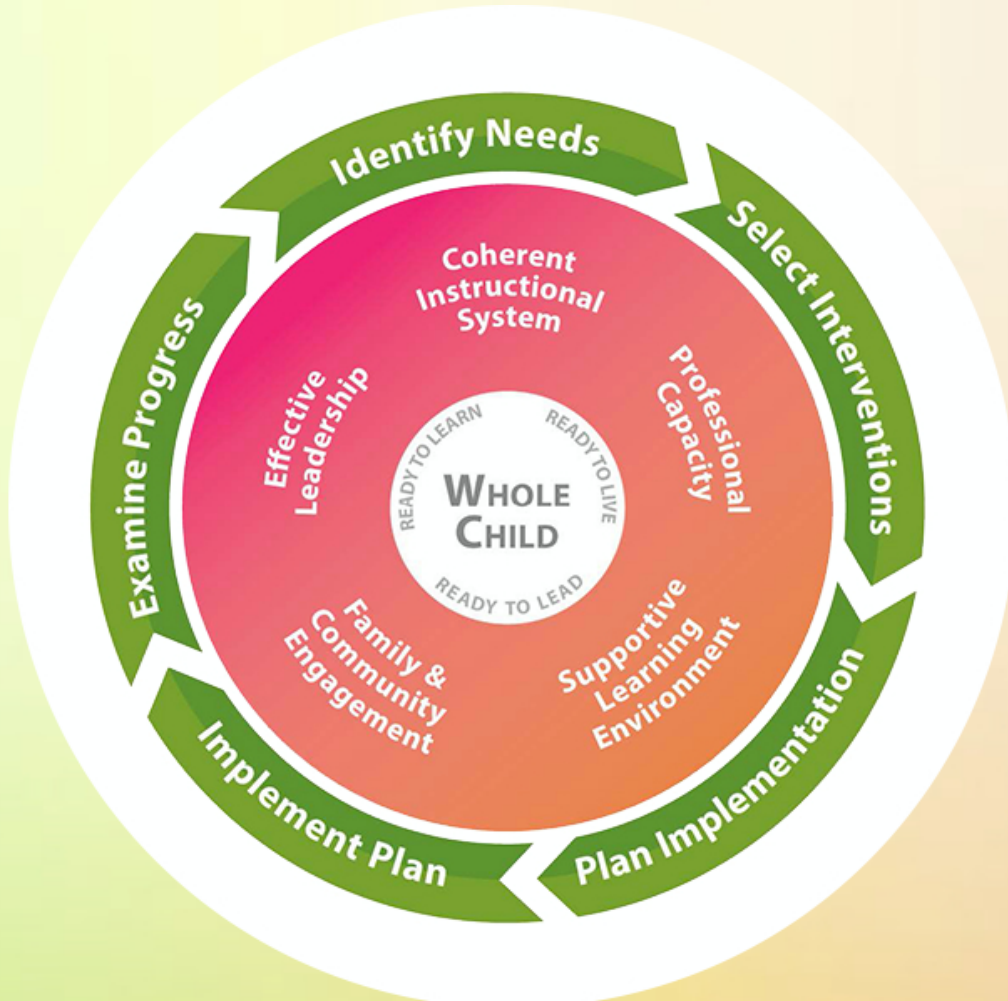 Identify Needs
Select Interventions
Plan Implementation
Implement Plan
Examine Progress
Coherent
Instructional
System
Professional
Capacity
Supportive
Learning
Environment
Family &
Community
Engagement
Effective
Leadership
READY TO LEARN
READY TO LIVE
READY TO LEAD
WHOLE
CHILD